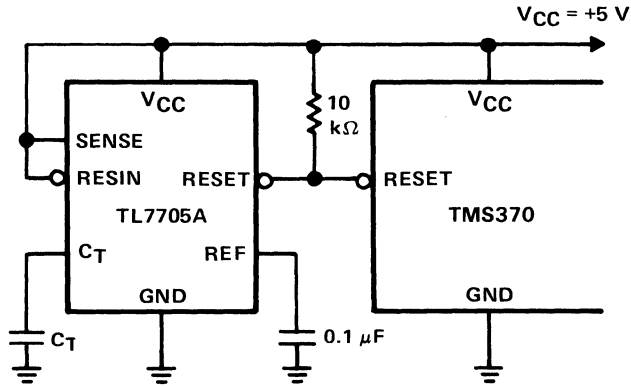 VCC = +5 V
VCC
10
kΩ
VCC
SENSE
RESIN
RESET
RESET
TL7705A
TMS370
CT
REF
GND
GND
CT
0.1 μF